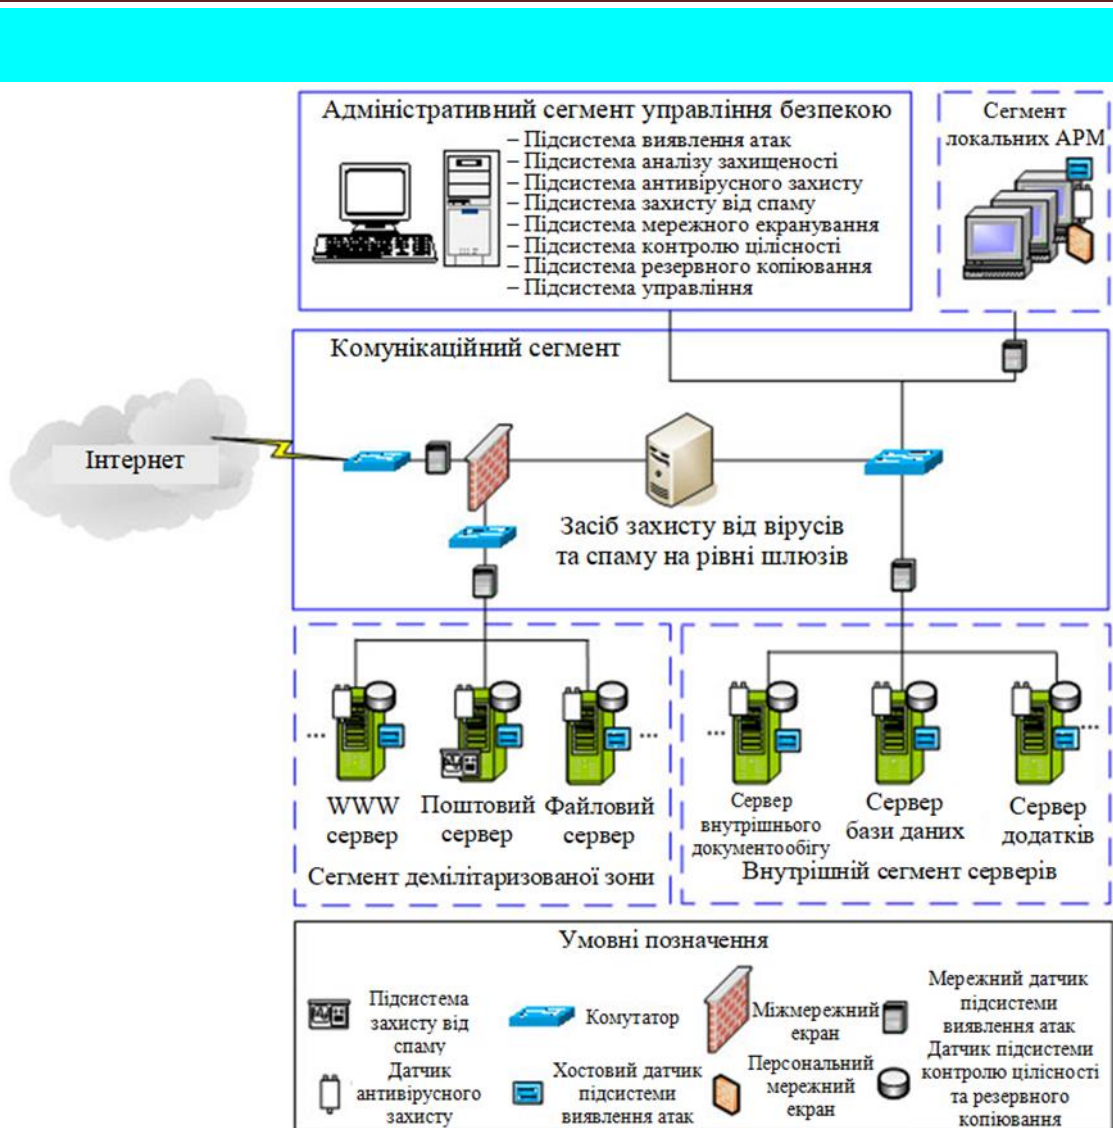 Адміністративний сегмент управління безпекою
– Підсистема виявлення атак
– Підсистема аналізу захищеності
– Підсистема антивірусного захисту
– Підсистема захисту від спаму
– Підсистема мережного екранування
– Підсистема контролю цілісності
– Підсистема резервного копіювання
– Підсистема управління
Сегмент
локальних АРМ
Комунікаційний сегмент
Інтернет
Засіб захисту від вірусів
та спаму на рівні шлюзів
...
WWW
сервер
Поштовий
сервер
Файловий
сервер
...
Сегмент демілітаризованої зони
...
Сервер
внутрішнього
документообігу
Сервер
бази даних
Сервер
додатків
...
Внутрішній сегмент серверів
Умовні позначення
Підсистема
захисту від
спаму
Комутатор
Міжмережний
екран
Мережний датчик
підсистеми
виявлення атак
Датчик
антивірусного
захисту
Хостовий датчик
підсистеми
виявлення атак
Персональний
мережний
екран
Датчик підсистеми
контролю цілісності
та резервного
копіювання